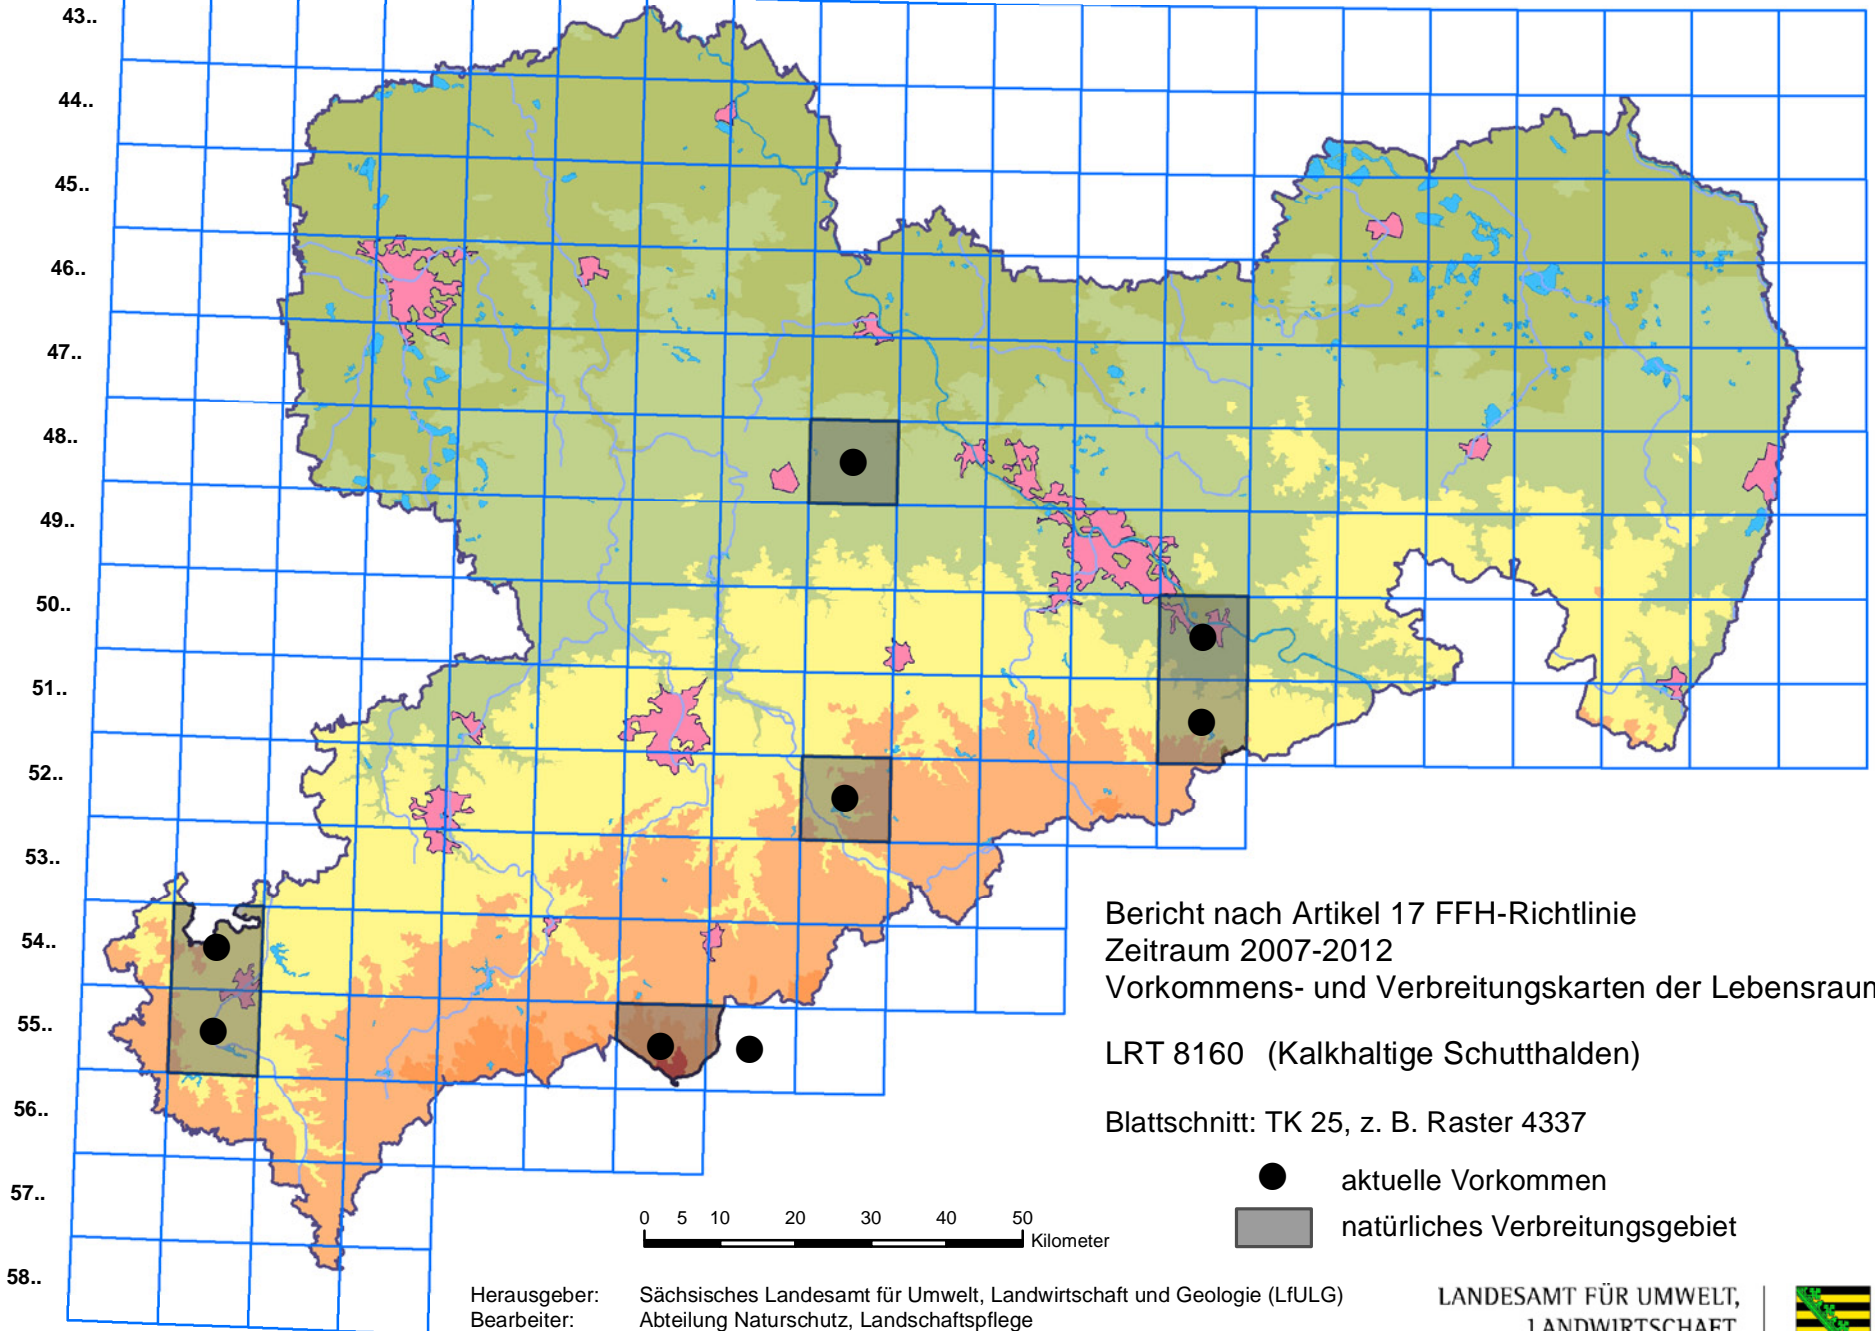 43..
44..
45..
46..
47..
48..
49..
50..
51..
52..
53..
54..
55..
56..
57..
58..
Bericht nach Artikel 17 FFH-Richtlinie
Zeitraum 2007-2012
Vorkommens- und Verbreitungskarten der Lebensraum
LRT 8160 (Kalkhaltige Schutthalden)
Blattschnitt: TK 25, z. B. Raster 4337
aktuelle Vorkommen
natürliches Verbreitungsgebiet
0 5 10 20 30 40 50
Kilometer
Herausgeber: Sächsisches Landesamt für Umwelt, Landwirtschaft und Geologie (LfULG)
Bearbeiter: Abteilung Naturschutz, Landschaftspflege
LANDESAMT FÜR UMWELT,
LANDWIRTSCHAFT